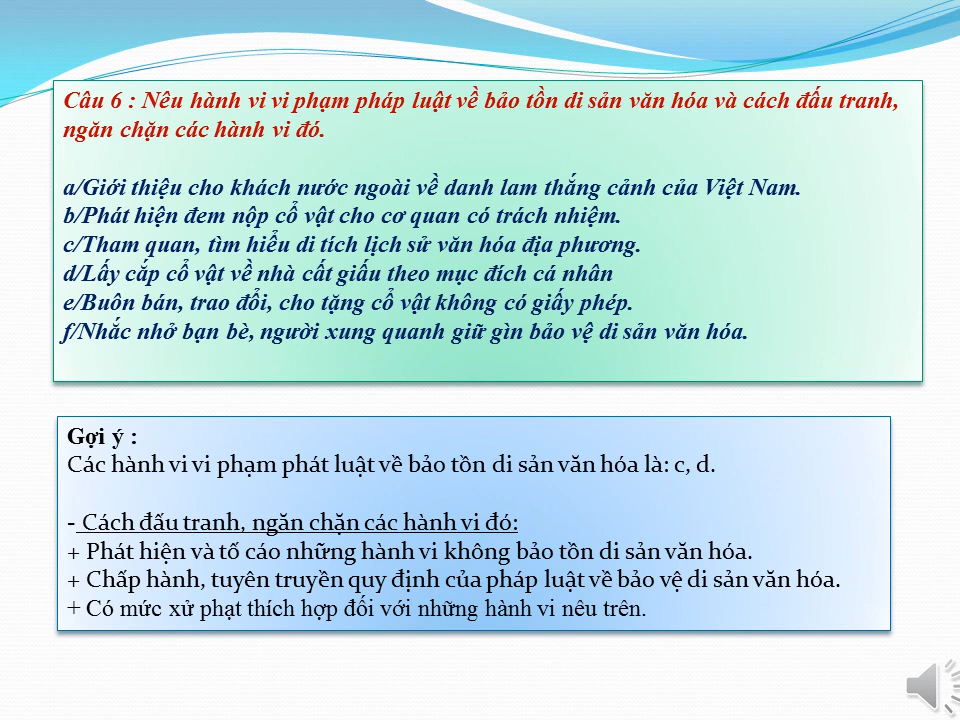 Câu 6 : Nêu hành vi vi phạm pháp luật về bảo tồn di sản văn hóa và cách đấu tranh,
ngăn chặn các hành vi đó.
a/Giới thiệu cho khách nước ngoài về danh lam thắng cảnh của Việt Nam.
b/Phát hiện đem nộp cổ vật cho cơ quan có trách nhiệm.
c/Tham quan, tìm hiểu di tích lịch sử văn hóa địa phương.
d/Lấy cắp cổ vật về nhà cất giấu theo mục đích cá nhân
e/Buôn bán, trao đổi, cho tặng cổ vật không có giấy phép.
f/Nhắc nhở bạn bè, người xung quanh giữ gìn bảo vệ di sản văn hóa.
Gợi ý :
Các hành vi vi phạm phát luật về bảo tồn di sản văn hóa là: c, d.
- Cách đấu tranh, ngăn chặn các hành vi đó:
+ Phát hiện và tố cáo những hành vi không bảo tồn di sản văn hóa.
+ Chấp hành, tuyên truyền quy định của pháp luật về bảo vệ di sản văn hóa.
+ Có mức xử phạt thích hợp đối với những hành vi nêu trên.